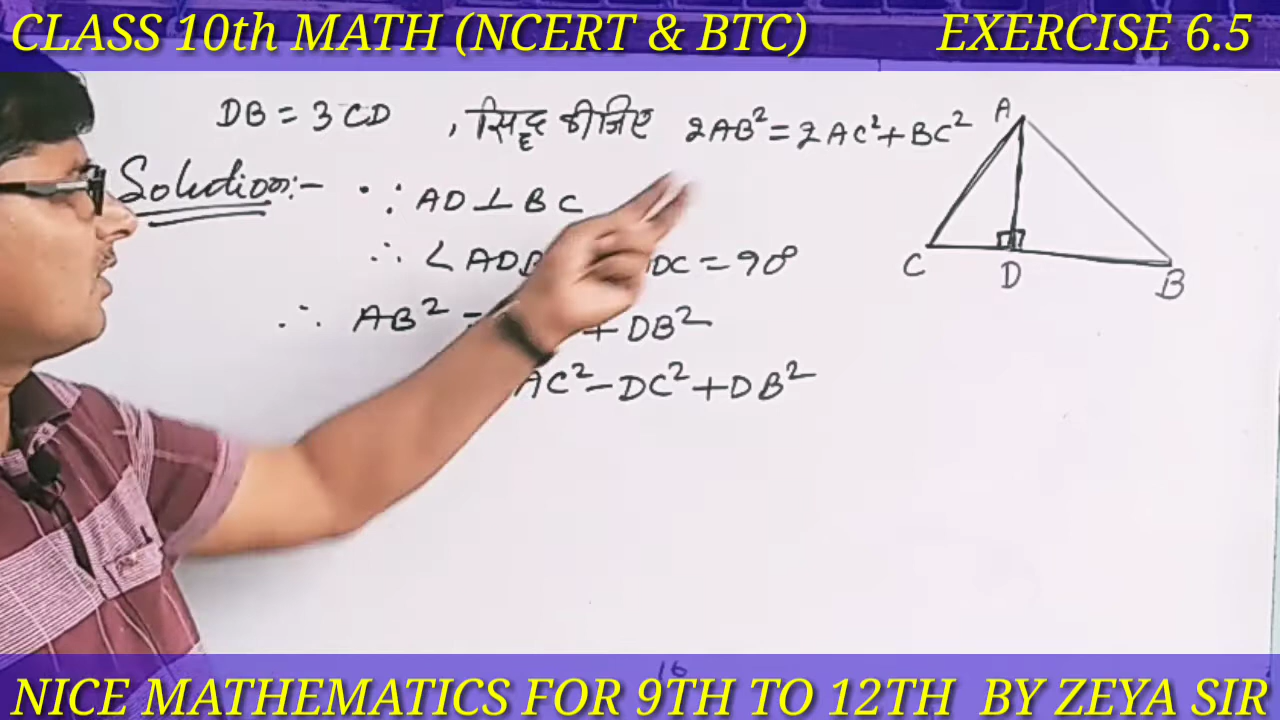 CLASS 10th MATH (NCERT & BTC) EXERCISE 6.5
DB = 3CD , सिद्ध कीजिए 2AB² = 2AC² + BC²
Solution:- ∵ AD ⊥ BC
∴ ∠ADB DC = 90°
∴ AB² = + DB²
AC² - DC² + DB²
A
C
D
B
16
NICE MATHEMATICS FOR 9TH TO 12TH BY ZEYA SIR